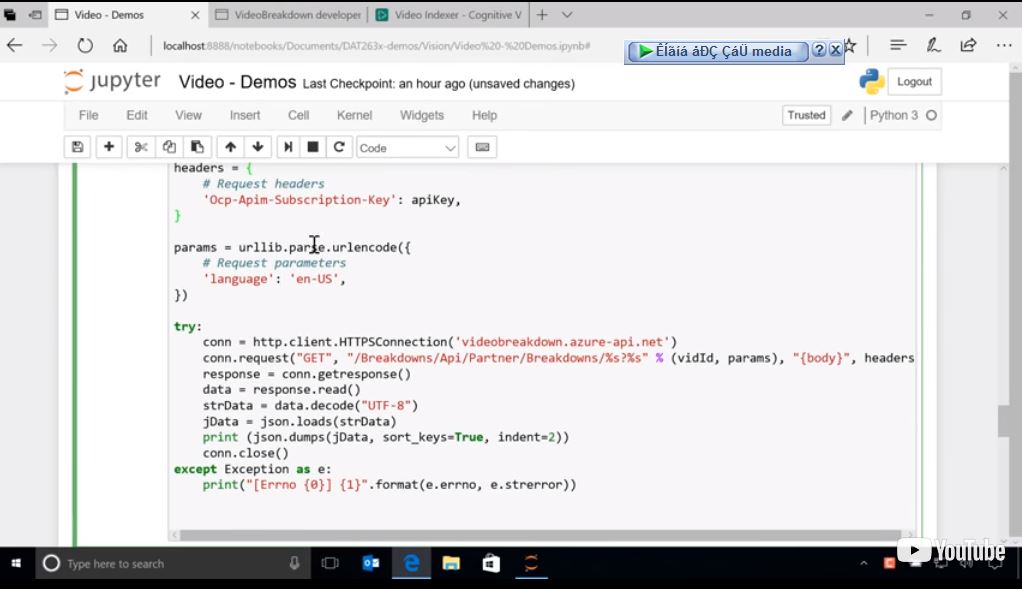 Video - Demos
VideoBreakdown developer
Video Indexer - Cognitive V
localhost:8888/notebooks/Documents/DAT263x-demos/Vision/Video%20-%20Demos.ipynb#
Êíãíá åÐÇ ÇáÜ media
?
jupyter Video - Demos Last Checkpoint: an hour ago (unsaved changes)
Logout
File Edit View Insert Cell Kernel Widgets Help
Trusted
Python 3
Code
headers = {
# Request headers
'Ocp-Apim-Subscription-Key': apiKey,
}
params = urllib.parse.urlencode({
# Request parameters
'language': 'en-US',
})
try:
conn = http.client.HTTPSConnection('videobreakdown.azure-api.net')
conn.request("GET", "/Breakdowns/Api/Partner/Breakdowns/%s?%s" % (vidId, params), "{body}", headers
response = conn.getresponse()
data = response.read()
strData = data.decode("UTF-8")
jData = json.loads(strData)
print (json.dumps(jData, sort_keys=True, indent=2))
conn.close()
except Exception as e:
print("[Errno {0}] {1}".format(e.errno, e.strerror))
Type here to search
YouTube